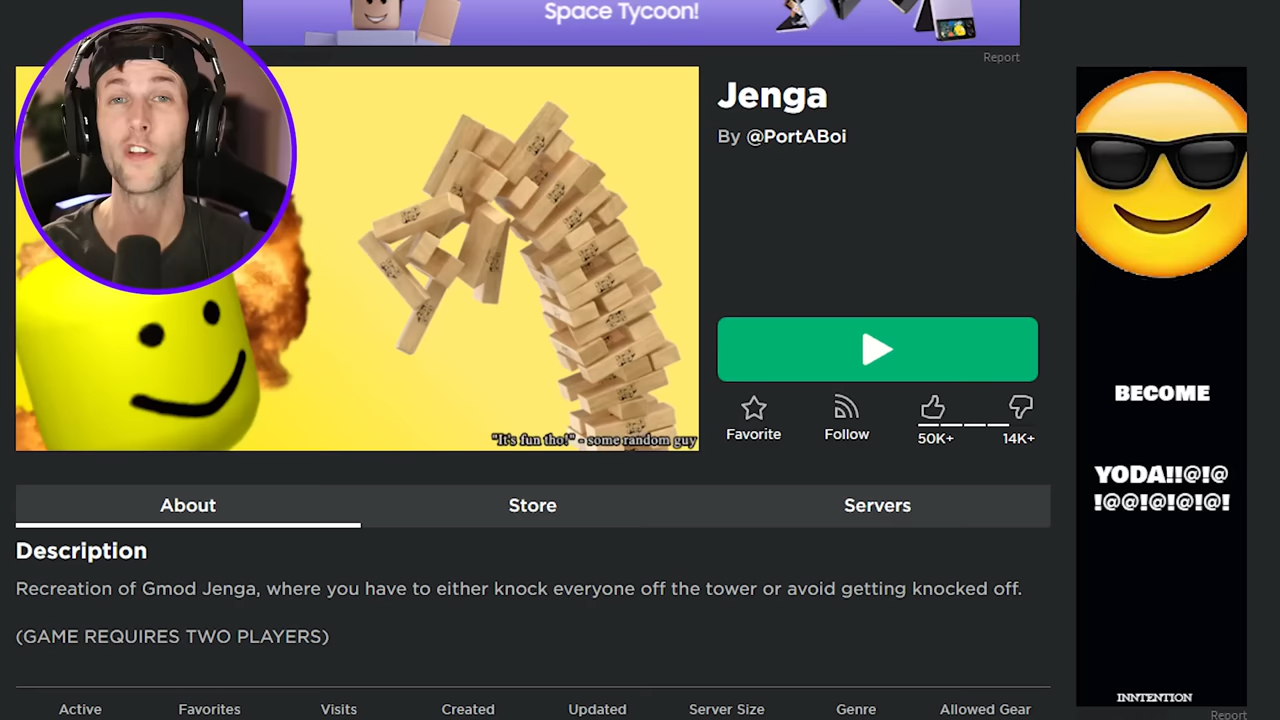 Space Tycoon!
Report
Jenga
By @PortABoi
"It's fun tho!" - some random guy
Favorite
Follow
50K+
14K+
BECOME
YODA!!@!@
!@@!@!@!@!
About
Store
Servers
Description
Recreation of Gmod Jenga, where you have to either knock everyone off the tower or avoid getting knocked off.
(GAME REQUIRES TWO PLAYERS)
INNTENTION
Active
Favorites
Visits
Created
Updated
Server Size
Genre
Allowed Gear
Report